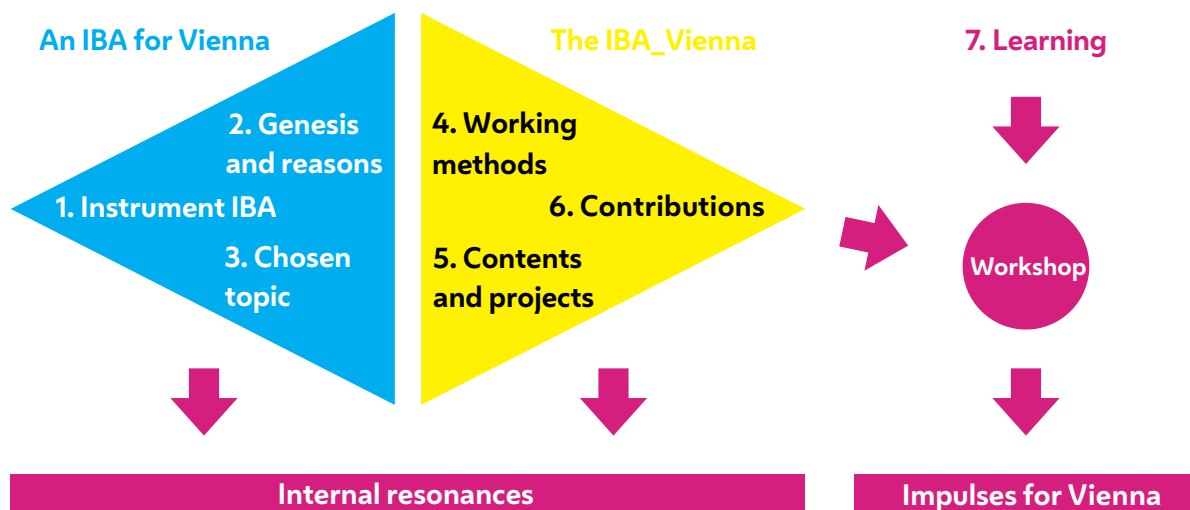 An IBA for Vienna
2. Genesis
and reasons
1. Instrument IBA
3. Chosen
topic
The IBA_Vienna
4. Working
methods
6. Contributions
5. Contents
and projects
7. Learning
Workshop
Internal resonances
Impulses for Vienna